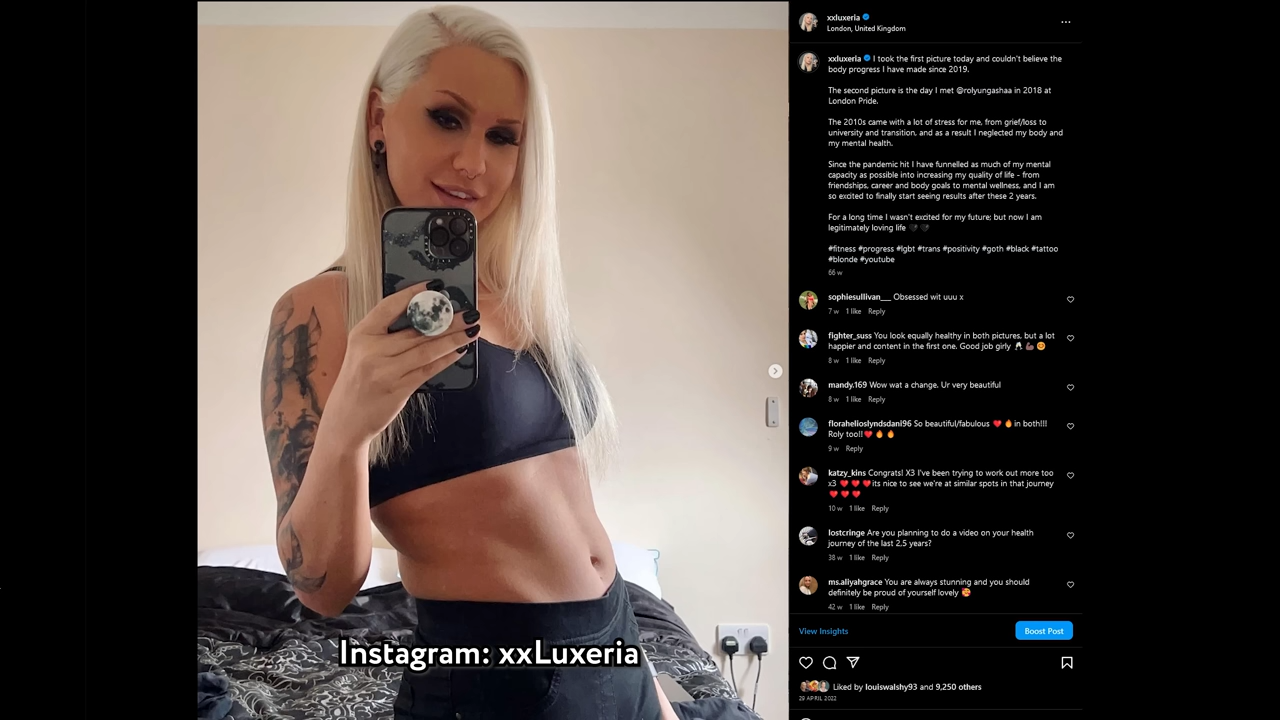 xxluxeria
London, United Kingdom
xxluxeria I took the first picture today and couldn't believe the
body progress I have made since 2019.
The second picture is the day I met @rolyungashaa in 2018 at
London Pride.
The 2010s came with a lot of stress for me, from grief/loss to
university and transition, and as a result I neglected my body and
my mental health.
Since the pandemic hit I have funnelled as much of my mental
capacity as possible into increasing my quality of life - from
friendships, career and body goals to mental wellness, and I am
so excited to finally start seeing results after these 2 years.
For a long time I wasn't excited for my future; but now I am
legitimately loving life 🖤 🖤
#fitness #progress #lgbt #trans #positivity #goth #black #tattoo
#blonde #youtube
66 w
sophiesullivan___ Obsessed wit uuu x
7 w 1 like Reply
fighter_suss You look equally healthy in both pictures, but a lot
happier and content in the first one. Good job girly
8 w 1 like Reply
mandy.169 Wow wat a change. Ur very beautiful
8 w 1 like Reply
florahelioslyndsdani96 So beautiful/fabulous ❤️ 🔥in both!!!
Roly too!!❤️ 🔥 🔥
9 w Reply
katzy_kins Congrats! X3 I've been trying to work out more too
x3 ❤️ ❤️ ❤️its nice to see we're at similar spots in that journey
❤️ ❤️ ❤️
10 w 1 like Reply
lostcringe Are you planning to do a video on your health
journey of the last 2,5 years?
38 w 1 like Reply
ms.aliyahgrace You are always stunning and you should
definitely be proud of yourself lovely 🥰
42 w 1 like Reply
View Insights
Boost Post
Liked by louiswalshy93 and 9,250 others
29 APRIL 2022
Instagram: xxLuxeria